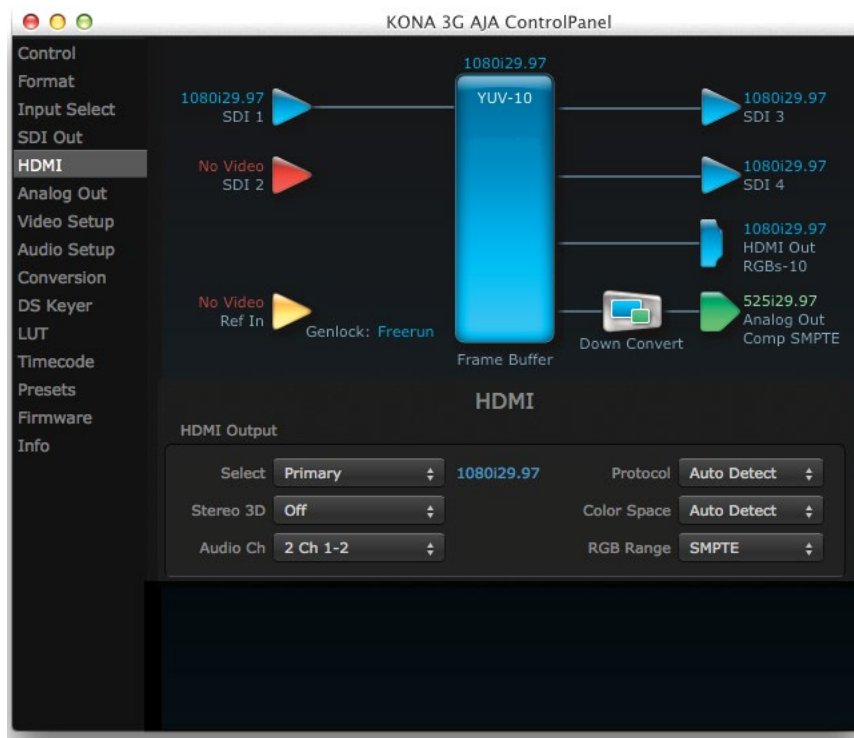 KONA 3G AJA ControlPanel
Control
Format
Input Select
SDI Out
HDMI
Analog Out
Video Setup
Audio Setup
Conversion
DS Keyer
LUT
Timecode
Presets
Firmware
Info
1080i29.97
YUV-10
1080i29.97
SDI 1
1080i29.97
SDI 3
No Video
SDI 2
1080i29.97
SDI 4
1080i29.97
HDMI Out
RGBs-10
No Video
Ref In
Genlock: Freerun
Frame Buffer
Down Convert
525i29.97
Analog Out
Comp SMPTE
HDMI
HDMI Output
Select Primary 1080i29.97 Protocol Auto Detect
Stereo 3D Off Color Space Auto Detect
Audio Ch 2 Ch 1-2 RGB Range SMPTE